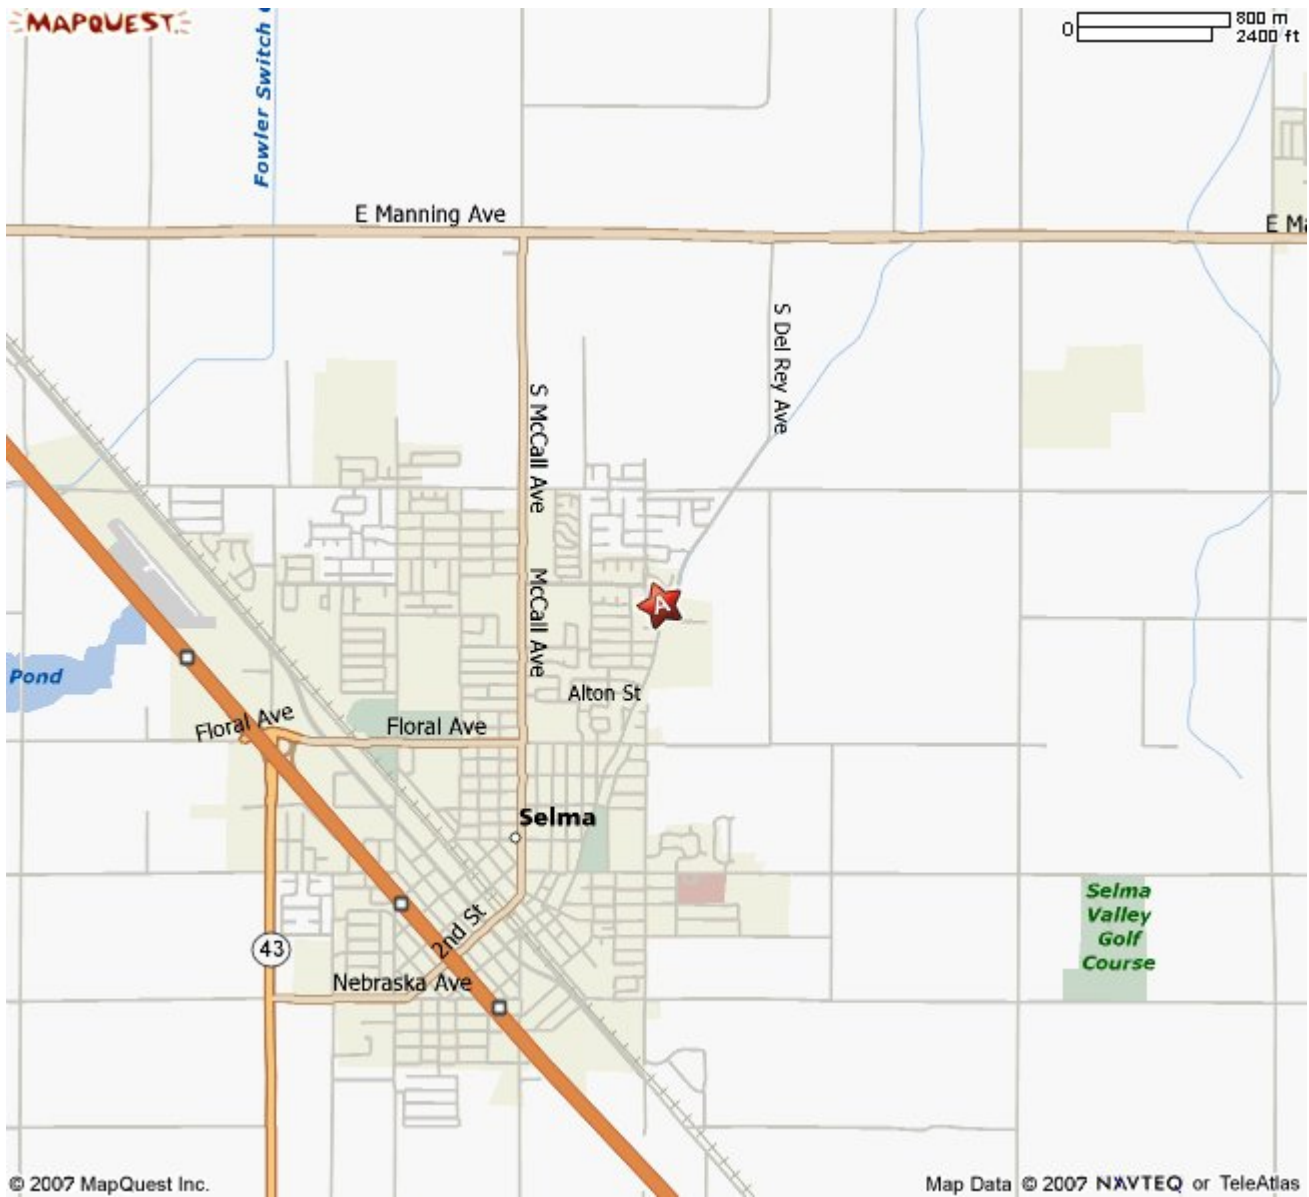 MAPQUEST
800 m
0
2400 ft
Fowler Switch
E Manning Ave
S Del Rey Ave
S McCall Ave
McCall Ave
A
Pond
Alton St
Floral Ave
Floral Ave
Selma
Selma
Valley
Golf
Course
2nd St
43
Nebraska Ave
© 2007 MapQuest Inc.
Map Data © 2007 NAVTEQ or TeleAtlas